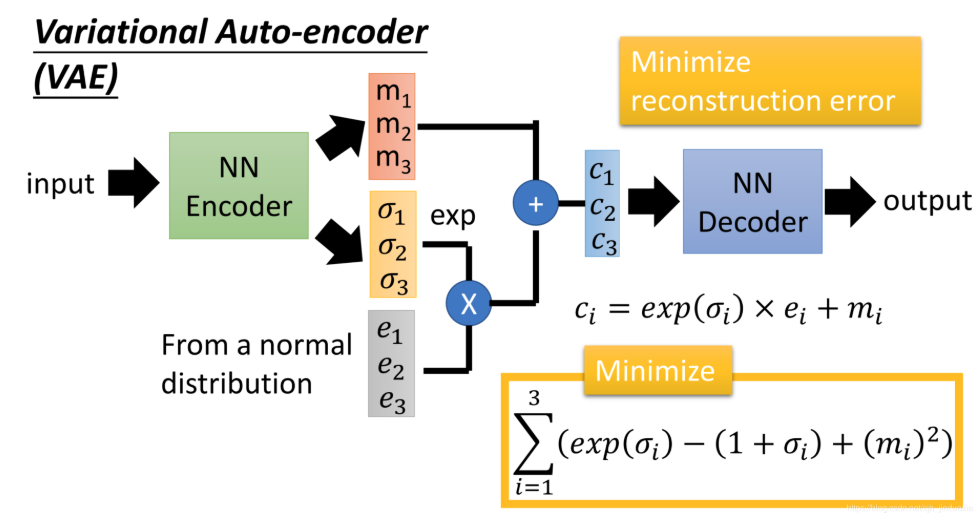 Variational Auto-encoder
(VAE)
Minimize
reconstruction error
m₁
m₂
m₃
input
NN
Encoder
σ₁
σ₂
σ₃
exp
+
X
c₁
c₂
c₃
NN
Decoder
output
From a normal
distribution
e₁
e₂
e₃
cᵢ = exp(σᵢ) × eᵢ + mᵢ
Minimize
3
∑(exp(σᵢ) − (1 + σᵢ) + (mᵢ)²)
i=1